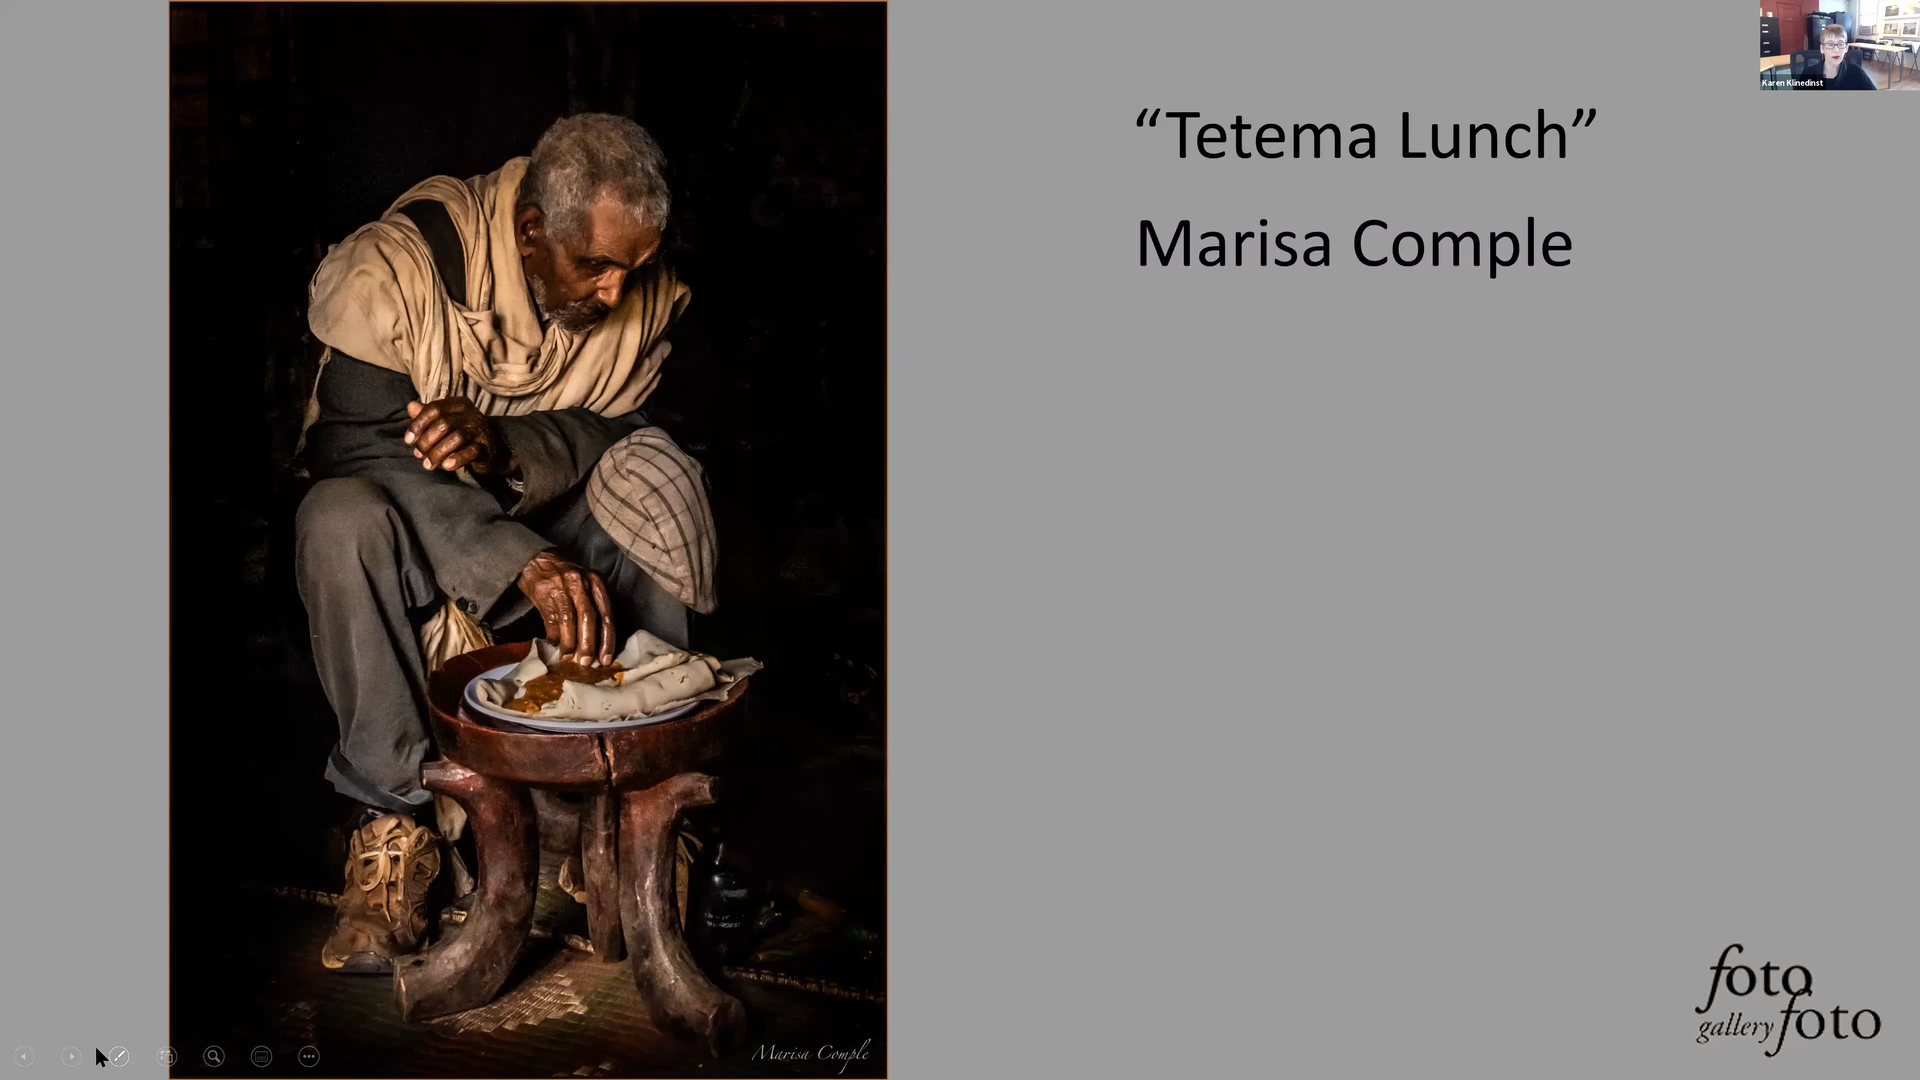 “Tetema Lunch”
Marisa Comple
Karen Klinedinst
Marisa Comple
foto
foto
gallery